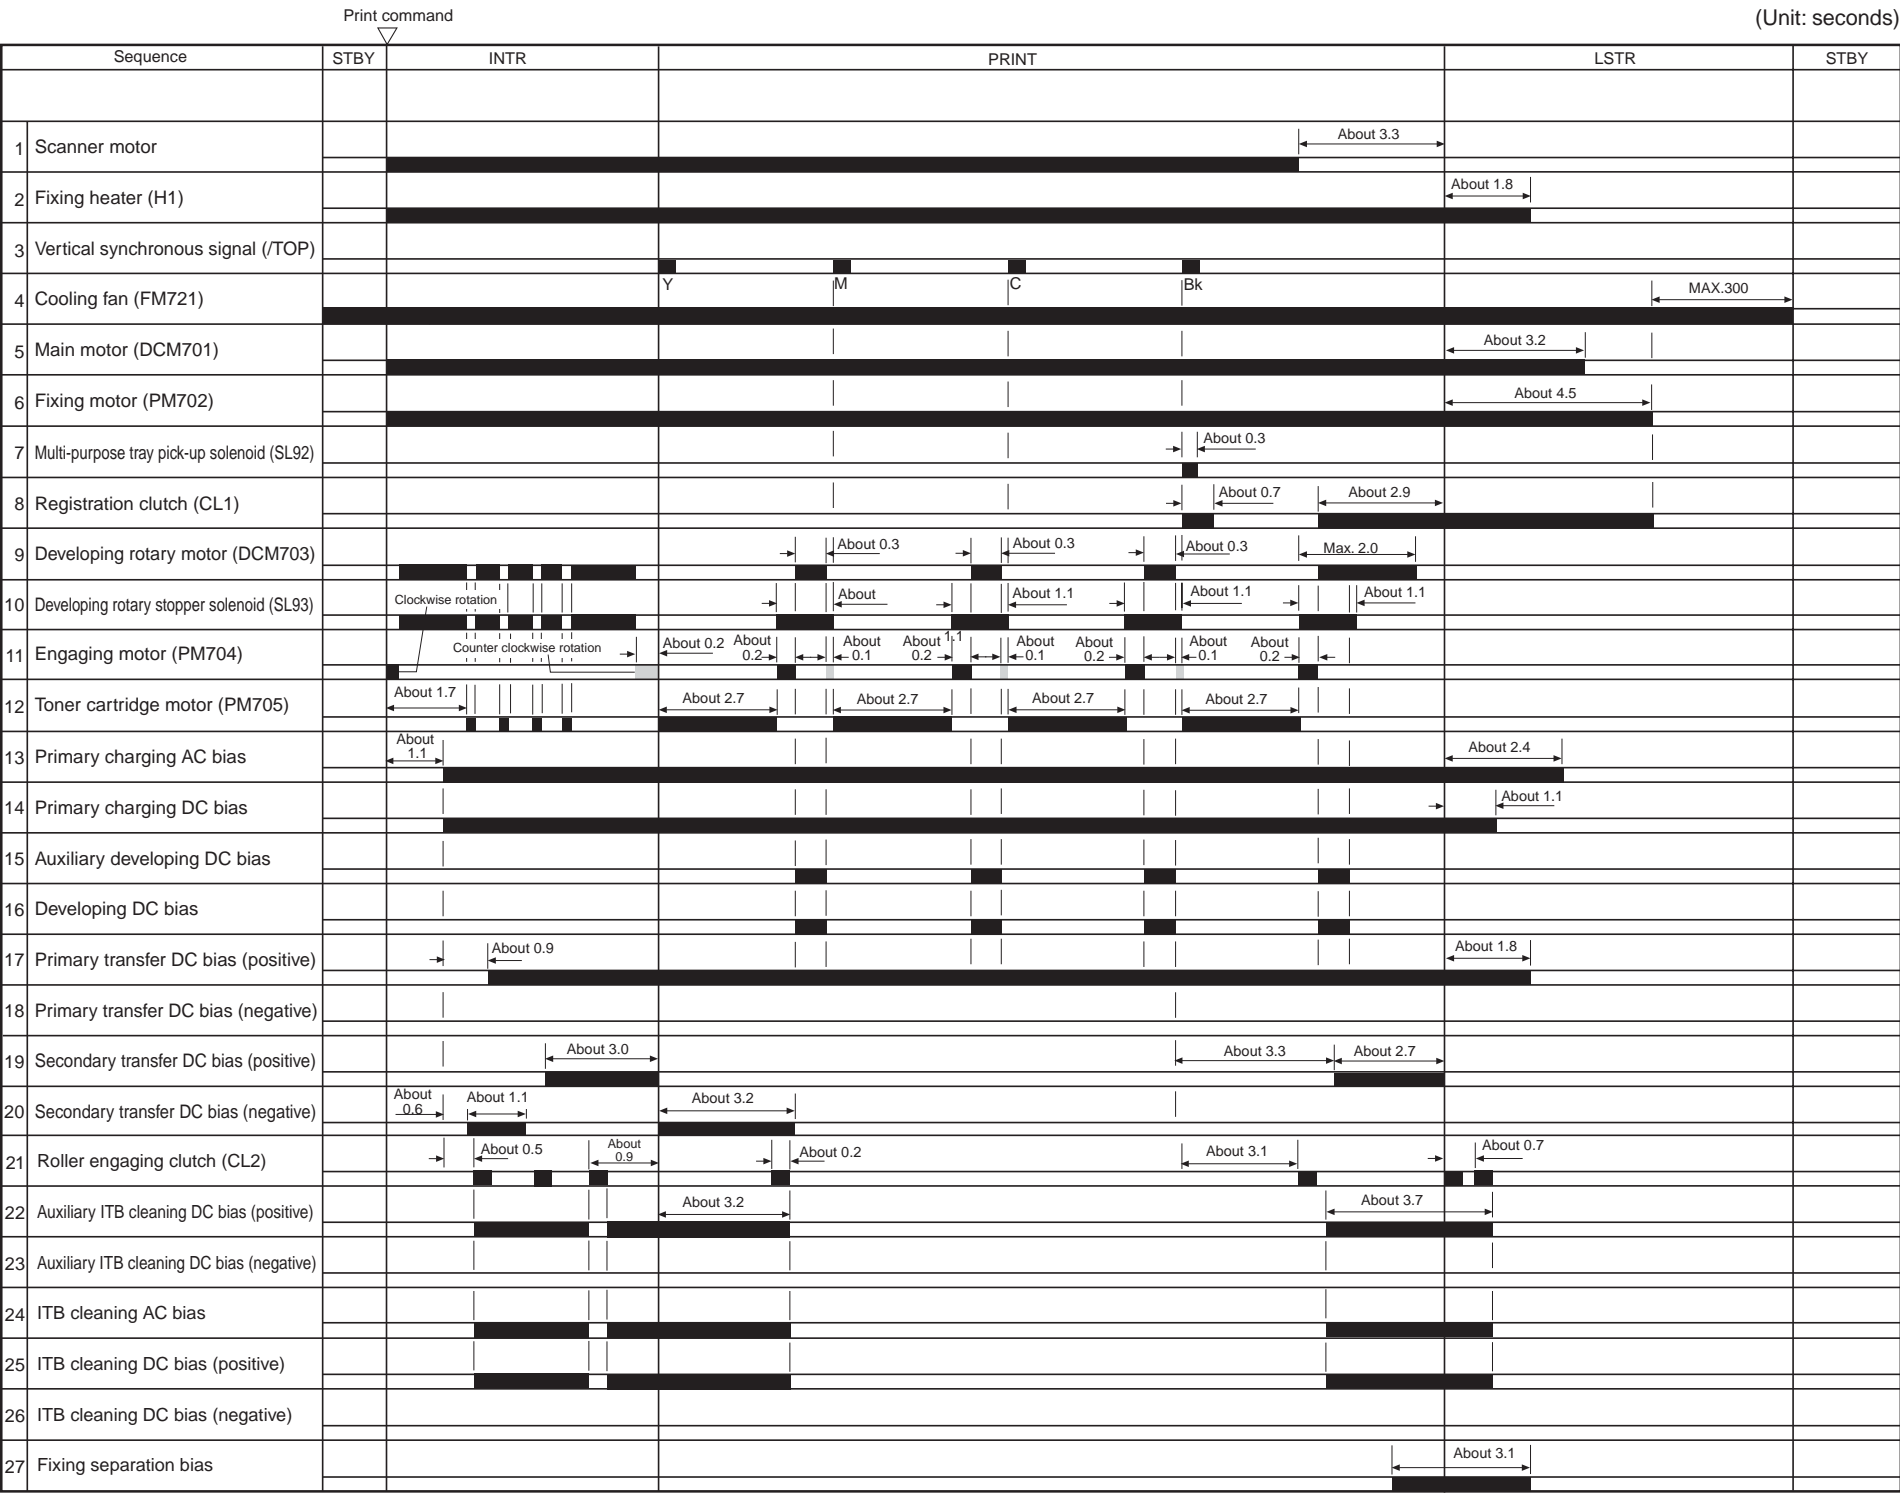 Print command
(Unit: seconds)
Sequence STBY INTR PRINT LSTR STBY
1 Scanner motor About 3.3
2 Fixing heater (H1) About 1.8
3 Vertical synchronous signal (/TOP)
Y M C Bk
4 Cooling fan (FM721) MAX.300
5 Main motor (DCM701) About 3.2
6 Fixing motor (PM702) About 4.5
7 Multi-purpose tray pick-up solenoid (SL92) About 0.3
8 Registration clutch (CL1) About 0.7 About 2.9
9 Developing rotary motor (DCM703) About 0.3 About 0.3 About 0.3 Max. 2.0
10 Developing rotary stopper solenoid (SL93) Clockwise rotation About About 1.1 About 1.1 About 1.1
1.1
11 Engaging motor (PM704) Counter clockwise rotation About 0.2 About 0.2 About 0.1 About 0.2 About 0.1 About 0.2 About 0.1 About 0.2
12 Toner cartridge motor (PM705) About 1.7 About 2.7 About 2.7 About 2.7 About 2.7
13 Primary charging AC bias About 1.1 About 2.4
14 Primary charging DC bias About 1.1
15 Auxiliary developing DC bias
16 Developing DC bias
17 Primary transfer DC bias (positive) About 0.9 About 1.8
18 Primary transfer DC bias (negative)
19 Secondary transfer DC bias (positive) About 3.0 About 3.3 About 2.7
20 Secondary transfer DC bias (negative) About 0.6 About 1.1 About 3.2
21 Roller engaging clutch (CL2) About 0.5 About 0.9 About 0.2 About 3.1 About 0.7
22 Auxiliary ITB cleaning DC bias (positive) About 3.2 About 3.7
23 Auxiliary ITB cleaning DC bias (negative)
24 ITB cleaning AC bias
25 ITB cleaning DC bias (positive)
26 ITB cleaning DC bias (negative)
27 Fixing separation bias About 3.1